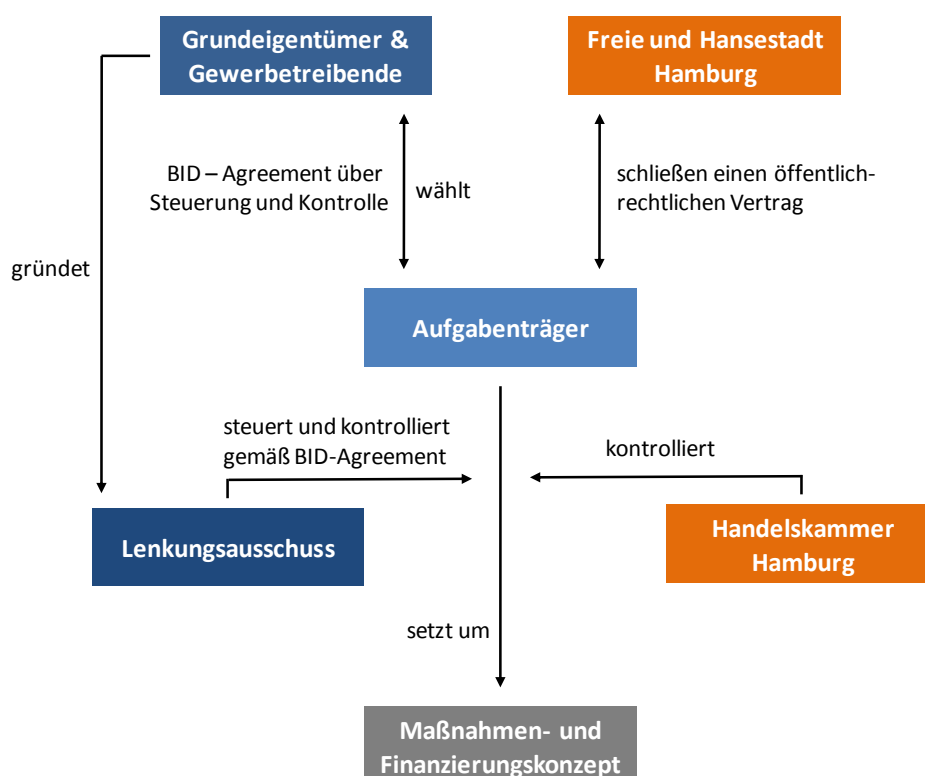 Grundeigentümer &
Gewerbetreibende
Freie und Hansestadt
Hamburg
BID – Agreement über
Steuerung und Kontrolle
wählt
schließen einen öffentlich-
rechtlichen Vertrag
gründet
Aufgabenträger
steuert und kontrolliert
gemäß BID-Agreement
kontrolliert
Lenkungsausschuss
Handelskammer
Hamburg
setzt um
Maßnahmen- und
Finanzierungskonzept